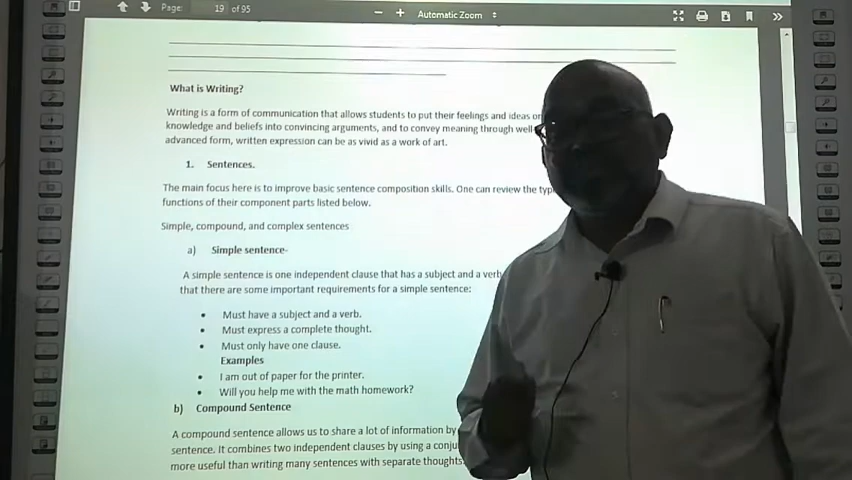 Page: 19 of 95
− + Automatic Zoom
What is Writing?
Writing is a form of communication that allows students to put their feelings and ideas on
knowledge and beliefs into convincing arguments, and to convey meaning through well
advanced form, written expression can be as vivid as a work of art.
1. Sentences.
The main focus here is to improve basic sentence composition skills. One can review the
functions of their component parts listed below.
Simple, compound, and complex sentences
a) Simple sentence-
A simple sentence is one independent clause that has a subject and a verb
that there are some important requirements for a simple sentence:
• Must have a subject and a verb.
• Must express a complete thought.
• Must only have one clause.
Examples
• I am out of paper for the printer.
• Will you help me with the math homework?
b) Compound Sentence
A compound sentence allows us to share a lot of information by
sentence. It combines two independent clauses by using a
more useful than writing many sentences with separate thoughts.